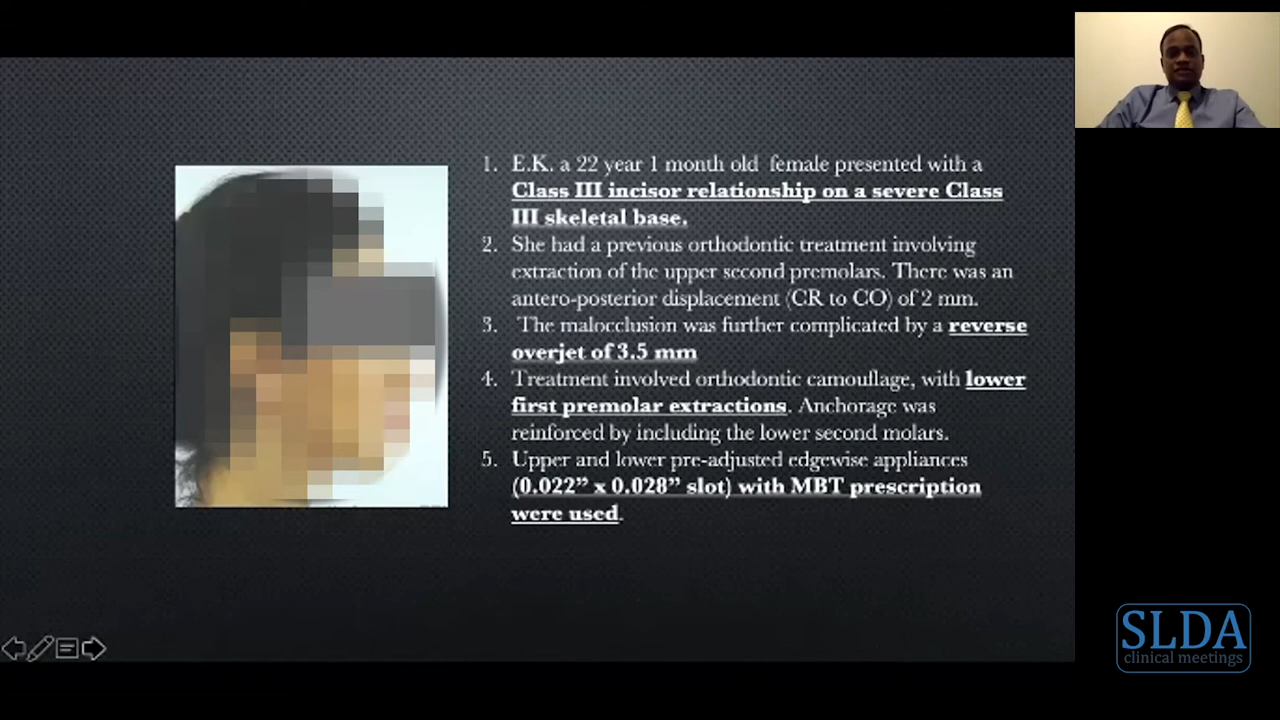 1. E.K. a 22 year 1 month old female presented with a
Class III incisor relationship on a severe Class
III skeletal base.
2. She had a previous orthodontic treatment involving
extraction of the upper second premolars. There was an
antero-posterior displacement (CR to CO) of 2 mm.
3. The malocclusion was further complicated by a reverse
overjet of 3.5 mm
4. Treatment involved orthodontic camouflage, with lower
first premolar extractions. Anchorage was
reinforced by including the lower second molars.
5. Upper and lower pre-adjusted edgewise appliances
(0.022” x 0.028” slot) with MBT prescription
were used.
SLDA
clinical meetings